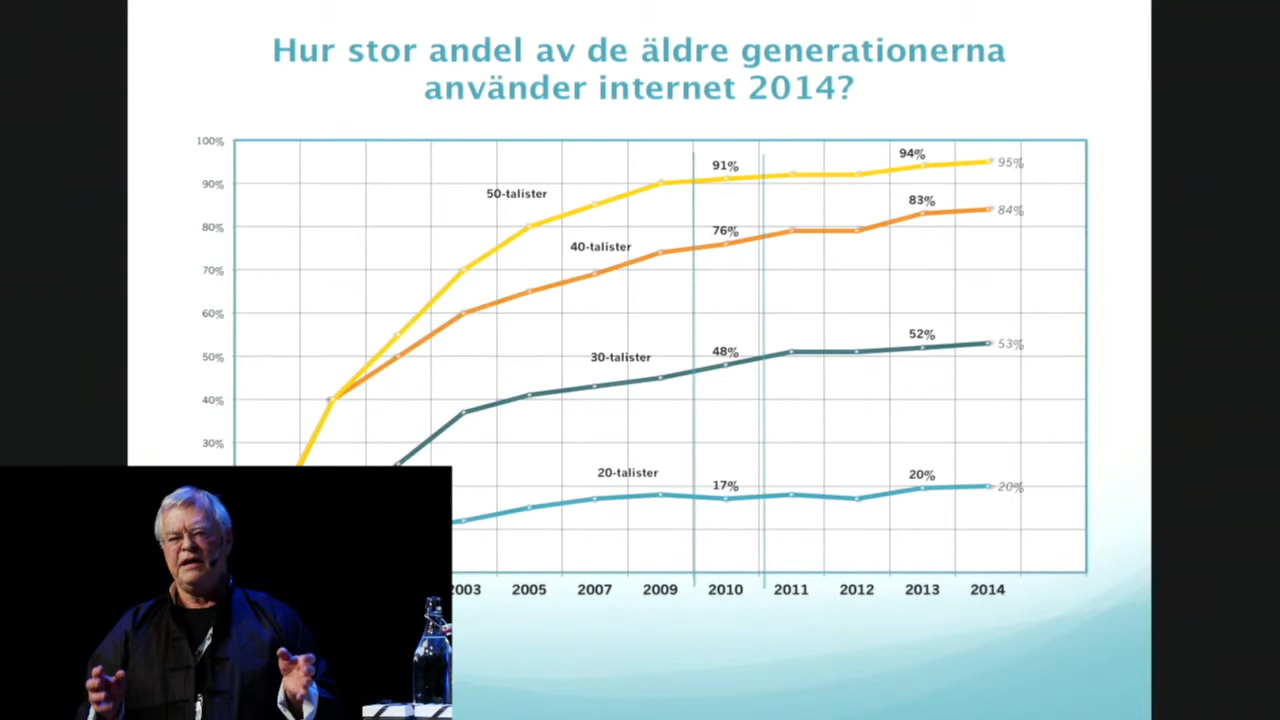 Hur stor andel av de äldre generationerna
använder internet 2014?
100%
90%
80%
70%
60%
50%
40%
30%
50-talister
40-talister
30-talister
20-talister
91%
94%
95%
76%
83%
84%
48%
52%
53%
17%
20%
20%
2003 2005 2007 2009 2010 2011 2012 2013 2014